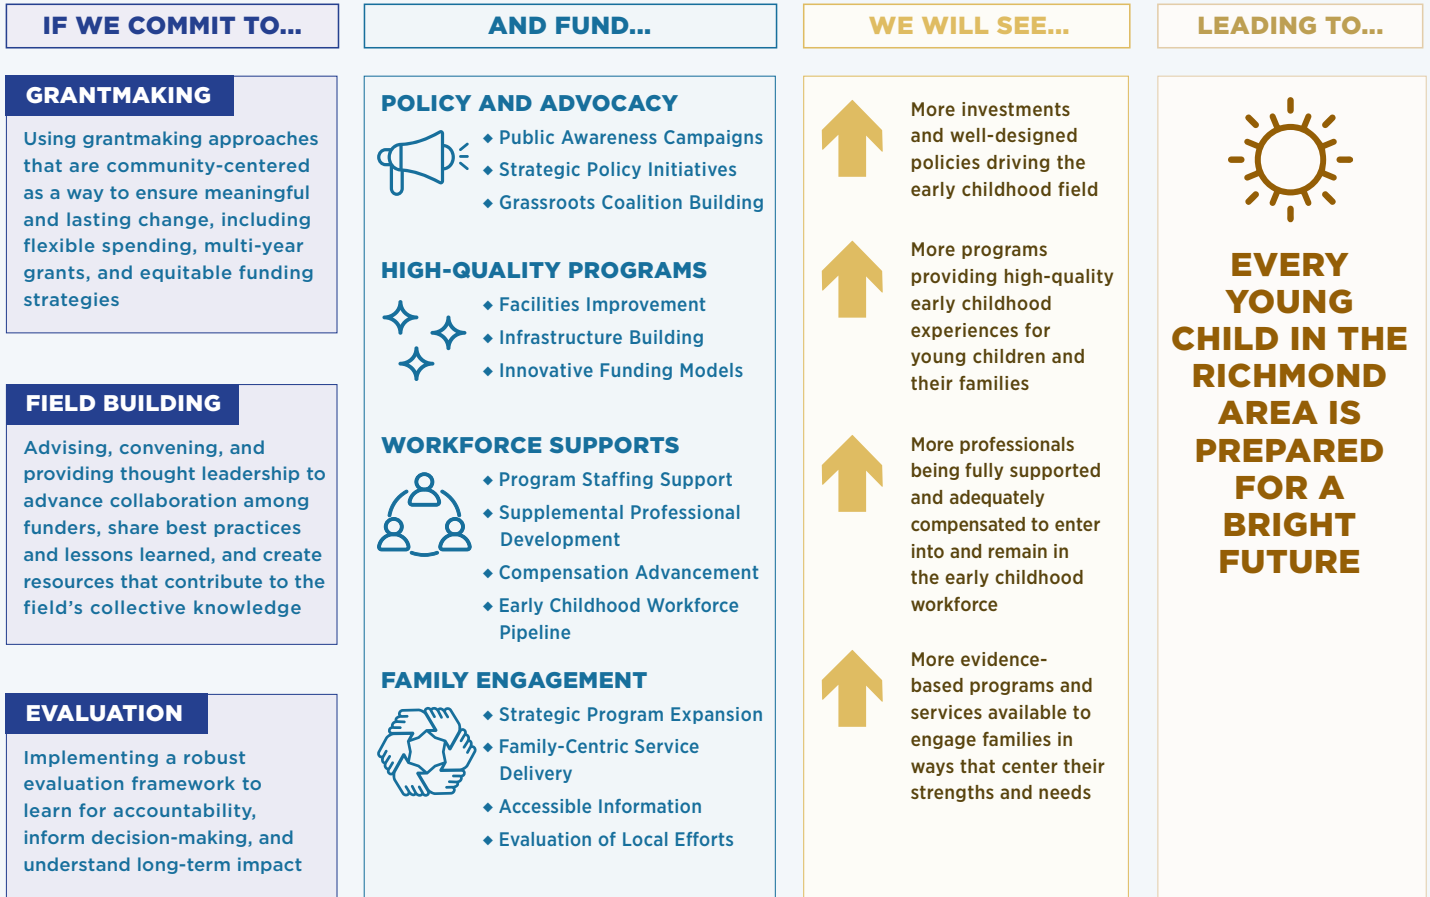 IF WE COMMIT TO...
GRANTMAKING
Using grantmaking approaches
that are community-centered
as a way to ensure meaningful
and lasting change, including
flexible spending, multi-year
grants, and equitable funding
strategies
FIELD BUILDING
Advising, convening, and
providing thought leadership to
advance collaboration among
funders, share best practices
and lessons learned, and create
resources that contribute to the
field's collective knowledge
EVALUATION
Implementing a robust
evaluation framework to
learn for accountability,
inform decision-making, and
understand long-term impact
AND FUND...
POLICY AND ADVOCACY
◆ Public Awareness Campaigns
◆ Strategic Policy Initiatives
◆ Grassroots Coalition Building
HIGH-QUALITY PROGRAMS
◆ Facilities Improvement
◆ Infrastructure Building
◆ Innovative Funding Models
WORKFORCE SUPPORTS
◆ Program Staffing Support
◆ Supplemental Professional
Development
◆ Compensation Advancement
◆ Early Childhood Workforce
Pipeline
FAMILY ENGAGEMENT
◆ Strategic Program Expansion
◆ Family-Centric Service
Delivery
◆ Accessible Information
◆ Evaluation of Local Efforts
WE WILL SEE...
More investments
and well-designed
policies driving the
early childhood field
More programs
providing high-quality
early childhood
experiences for
young children and
their families
More professionals
being fully supported
and adequately
compensated to enter
into and remain in
the early childhood
workforce
More evidence-
based programs and
services available to
engage families in
ways that center their
strengths and needs
LEADING TO...
EVERY
YOUNG
CHILD IN THE
RICHMOND
AREA IS
PREPARED
FOR A
BRIGHT
FUTURE